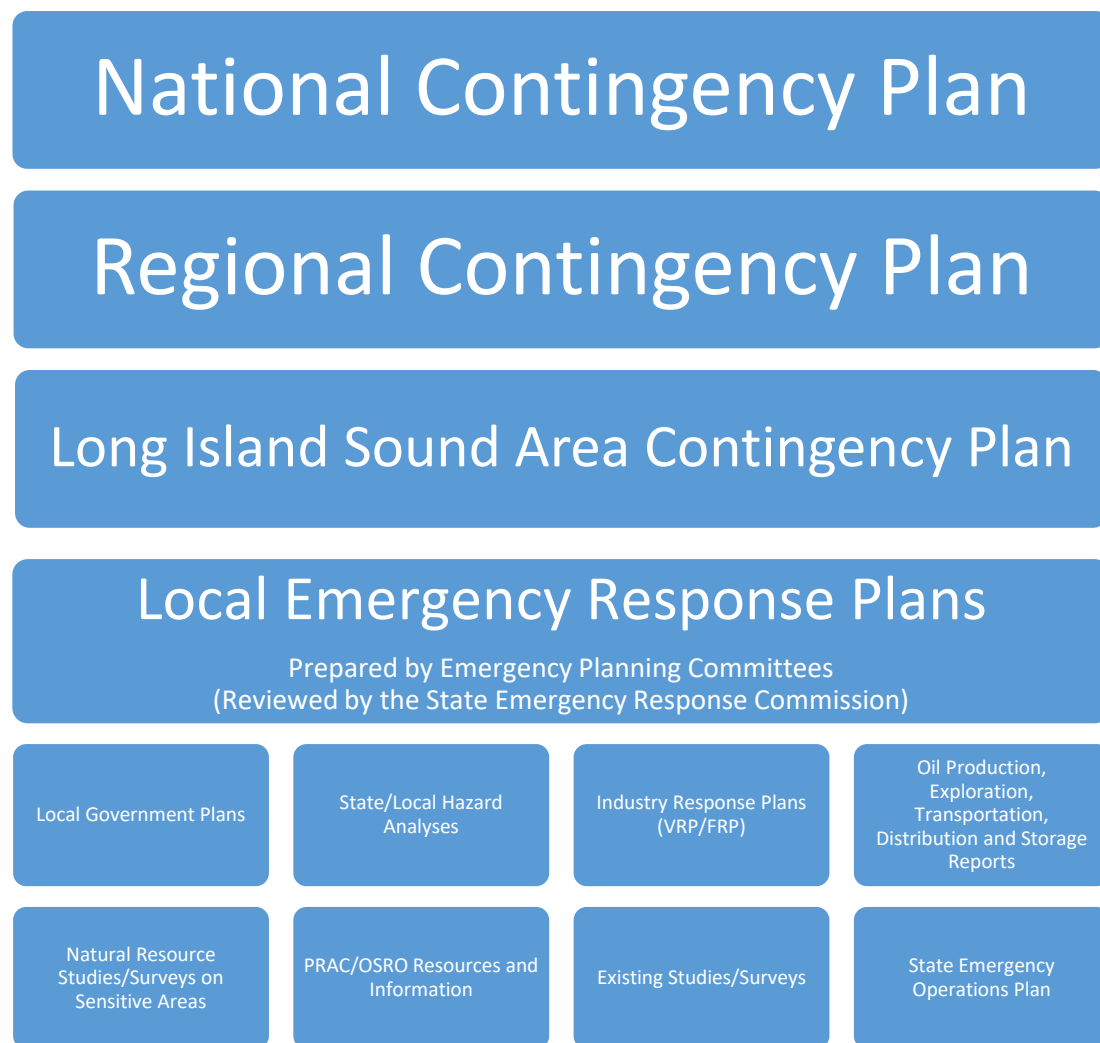 National Contingency Plan
Regional Contingency Plan
Long Island Sound Area Contingency Plan
Local Emergency Response Plans
Prepared by Emergency Planning Committees
(Reviewed by the State Emergency Response Commission)
Local Government Plans
State/Local Hazard
Analyses
Industry Response Plans
(VRP/FRP)
Oil Production,
Exploration,
Transportation,
Distribution and Storage
Reports
Natural Resource
Studies/Surveys on
Sensitive Areas
PRAC/OSRO Resources and
Information
Existing Studies/Surveys
State Emergency
Operations Plan